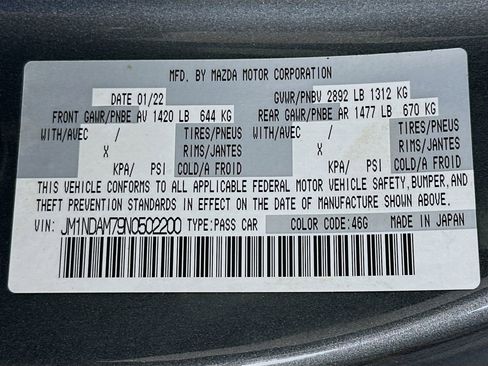 MFD. BY MAZDA MOTOR CORPORATION
DATE 01/22 GVWR/PNBV 2892 LB 1312 KG
FRONT GAWR/PNBE AV 1420 LB 644 KG REAR GAWR/PNBE AR 1477 LB 670 KG
WITH/AVEC / TIRES/PNEUS WITH/AVEC / TIRES/PNEUS
X RIMS/JANTES X RIMS/JANTES
KPA/ PSI COLD/A FROID KPA/ PSI COLD/A FROID
THIS VEHICLE CONFORMS TO ALL APPLICABLE FEDERAL MOTOR VEHICLE SAFETY, BUMPER, AND
THEFT PREVENTION STANDARDS IN EFFECT ON THE DATE OF MANUFACTURE SHOWN ABOVE.
VIN: JM1NDAM79N0502200 TYPE: PASS CAR COLOR CODE: 46G MADE IN JAPAN